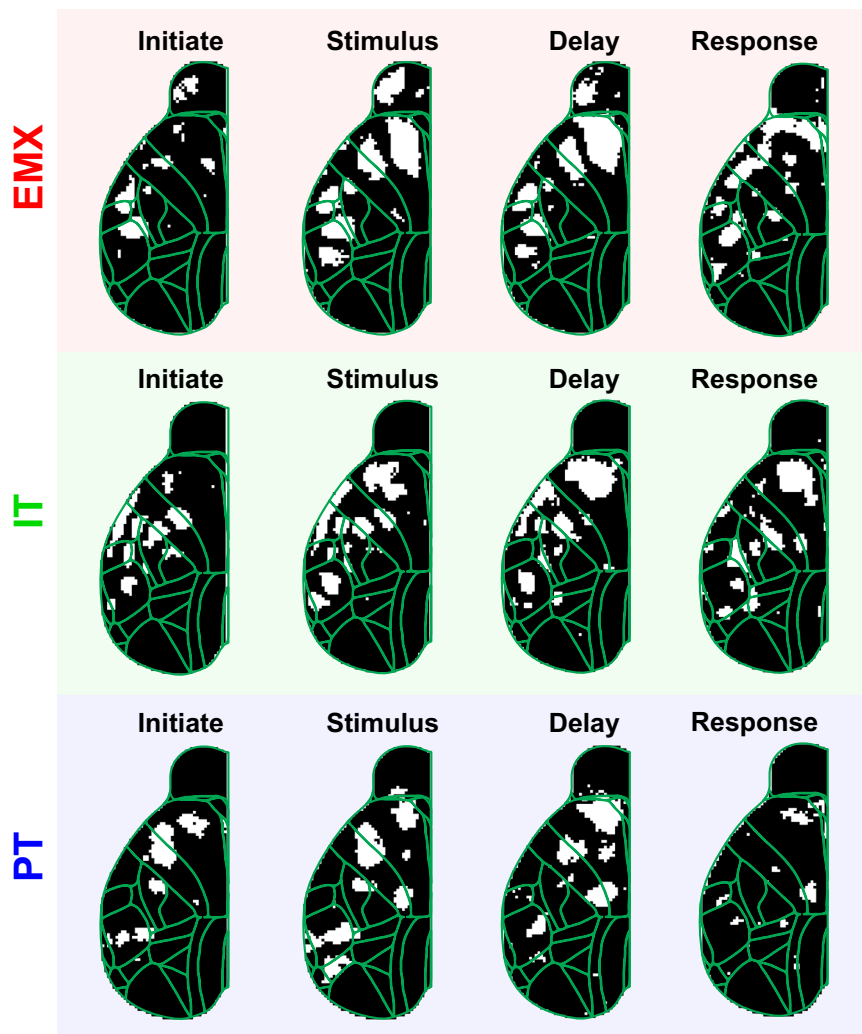 EMX
Initiate Stimulus Delay Response
IT
Initiate Stimulus Delay Response
PT
Initiate Stimulus Delay Response